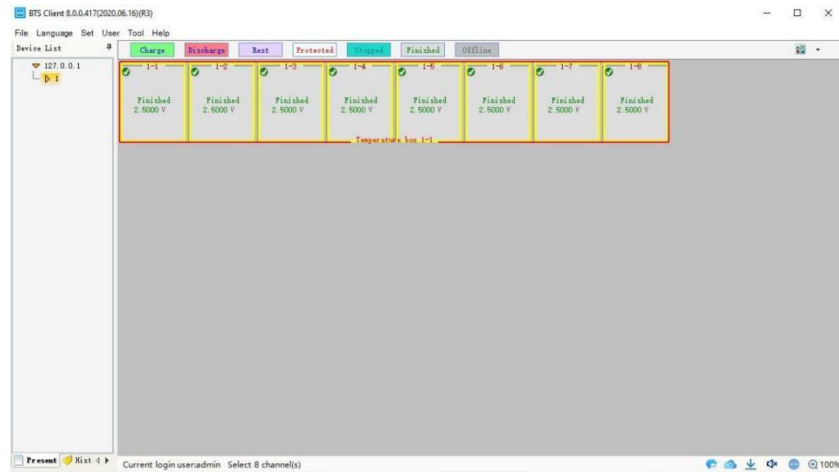 BTS Client 8.0.0.417(2020.06.16)(R3)
File Language Set User Tool Help
Device List Charge Discharge Rest Protected Stopped Finished Offline
127.0.0.1
1
1-1 1-2 1-3 1-4 1-5 1-6 1-7 1-8
Finished Finished Finished Finished Finished Finished Finished Finished
2.5000 V 2.5000 V 2.5000 V 2.5000 V 2.5000 V 2.5000 V 2.5000 V 2.5000 V
Temperature box 1-1
Present Hist Current login user:admin Select 8 channel(s) 100%